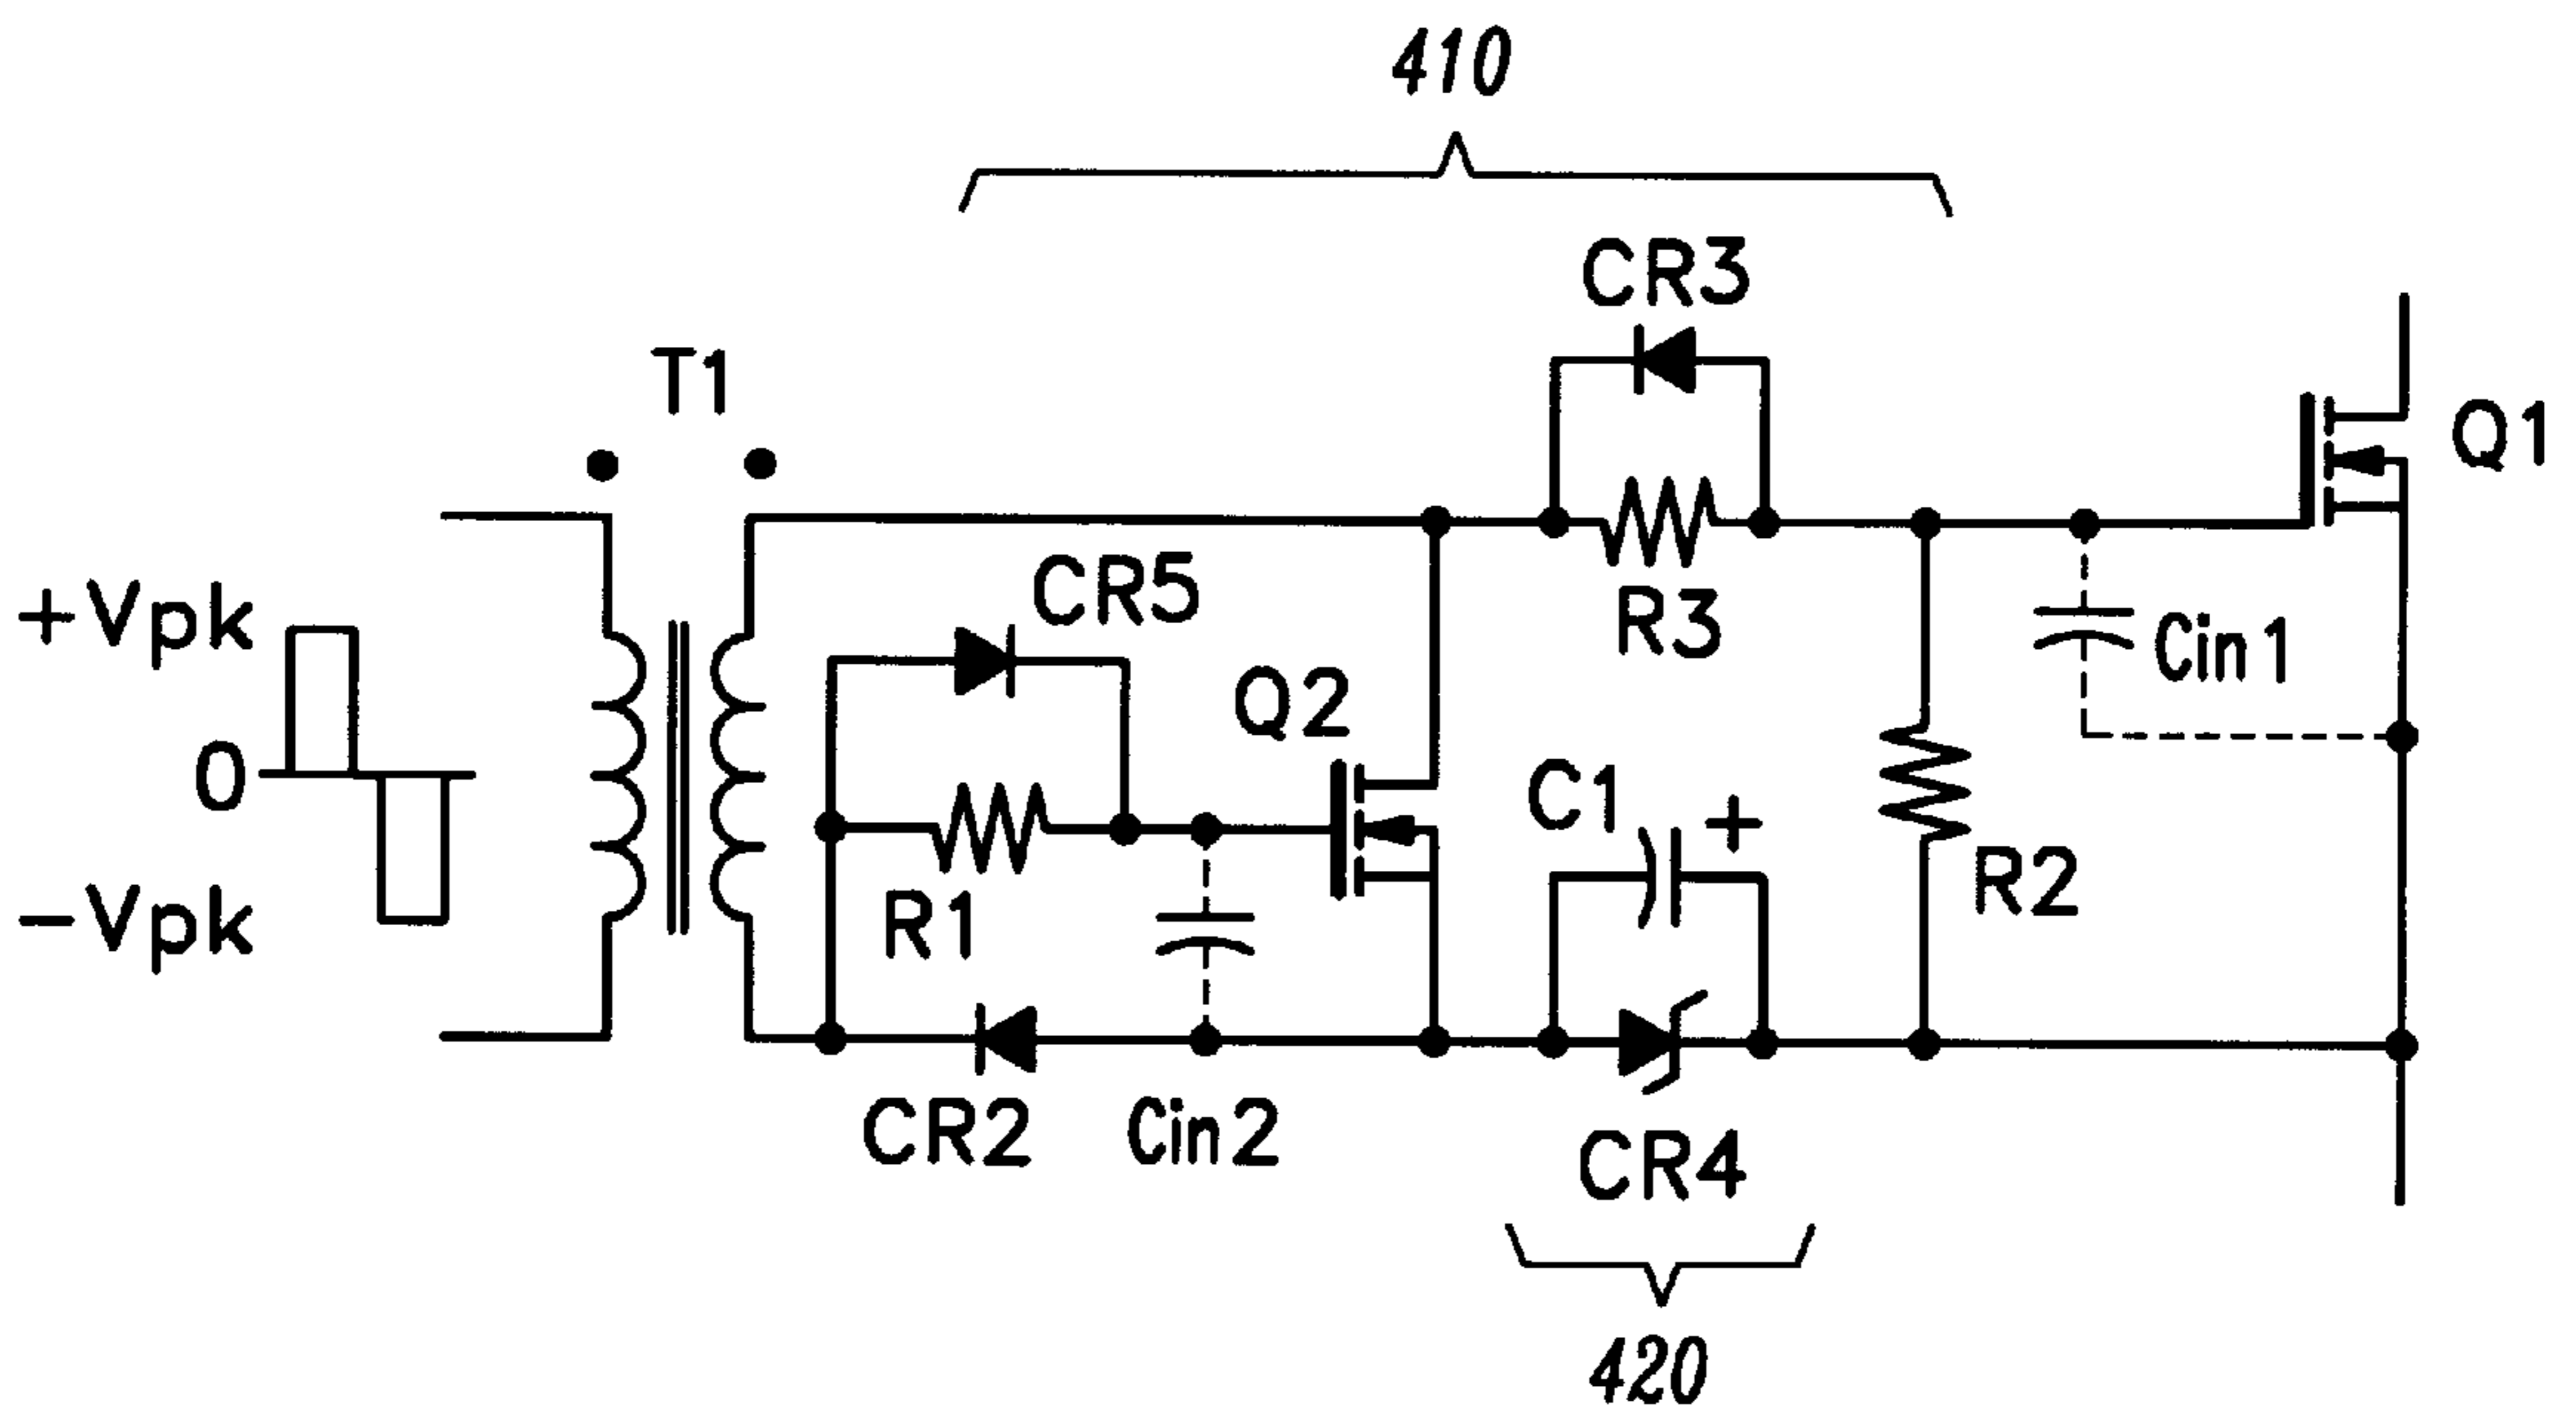 410
CR3
T1
Q1
+Vpk
CR5
R3
Cin1
Q2
0
C1
+
R1
R2
-Vpk
CR2
Cin2
CR4
420